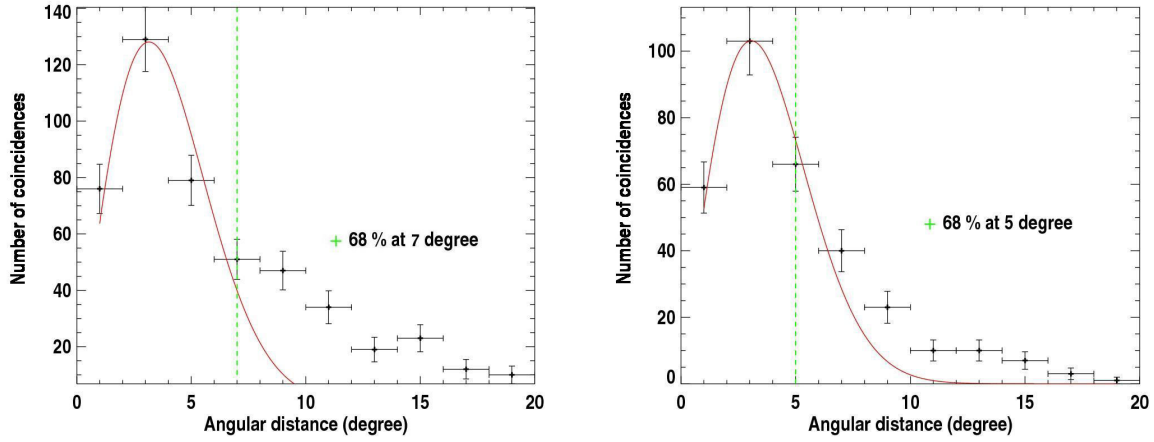 140
120
100
80
60
40
20
Number of coincidences
+ 68 % at 7 degree
0 5 10 15 20
Angular distance (degree)
100
80
60
40
20
0
Number of coincidences
+ 68 % at 5 degree
0 5 10 15 20
Angular distance (degree)